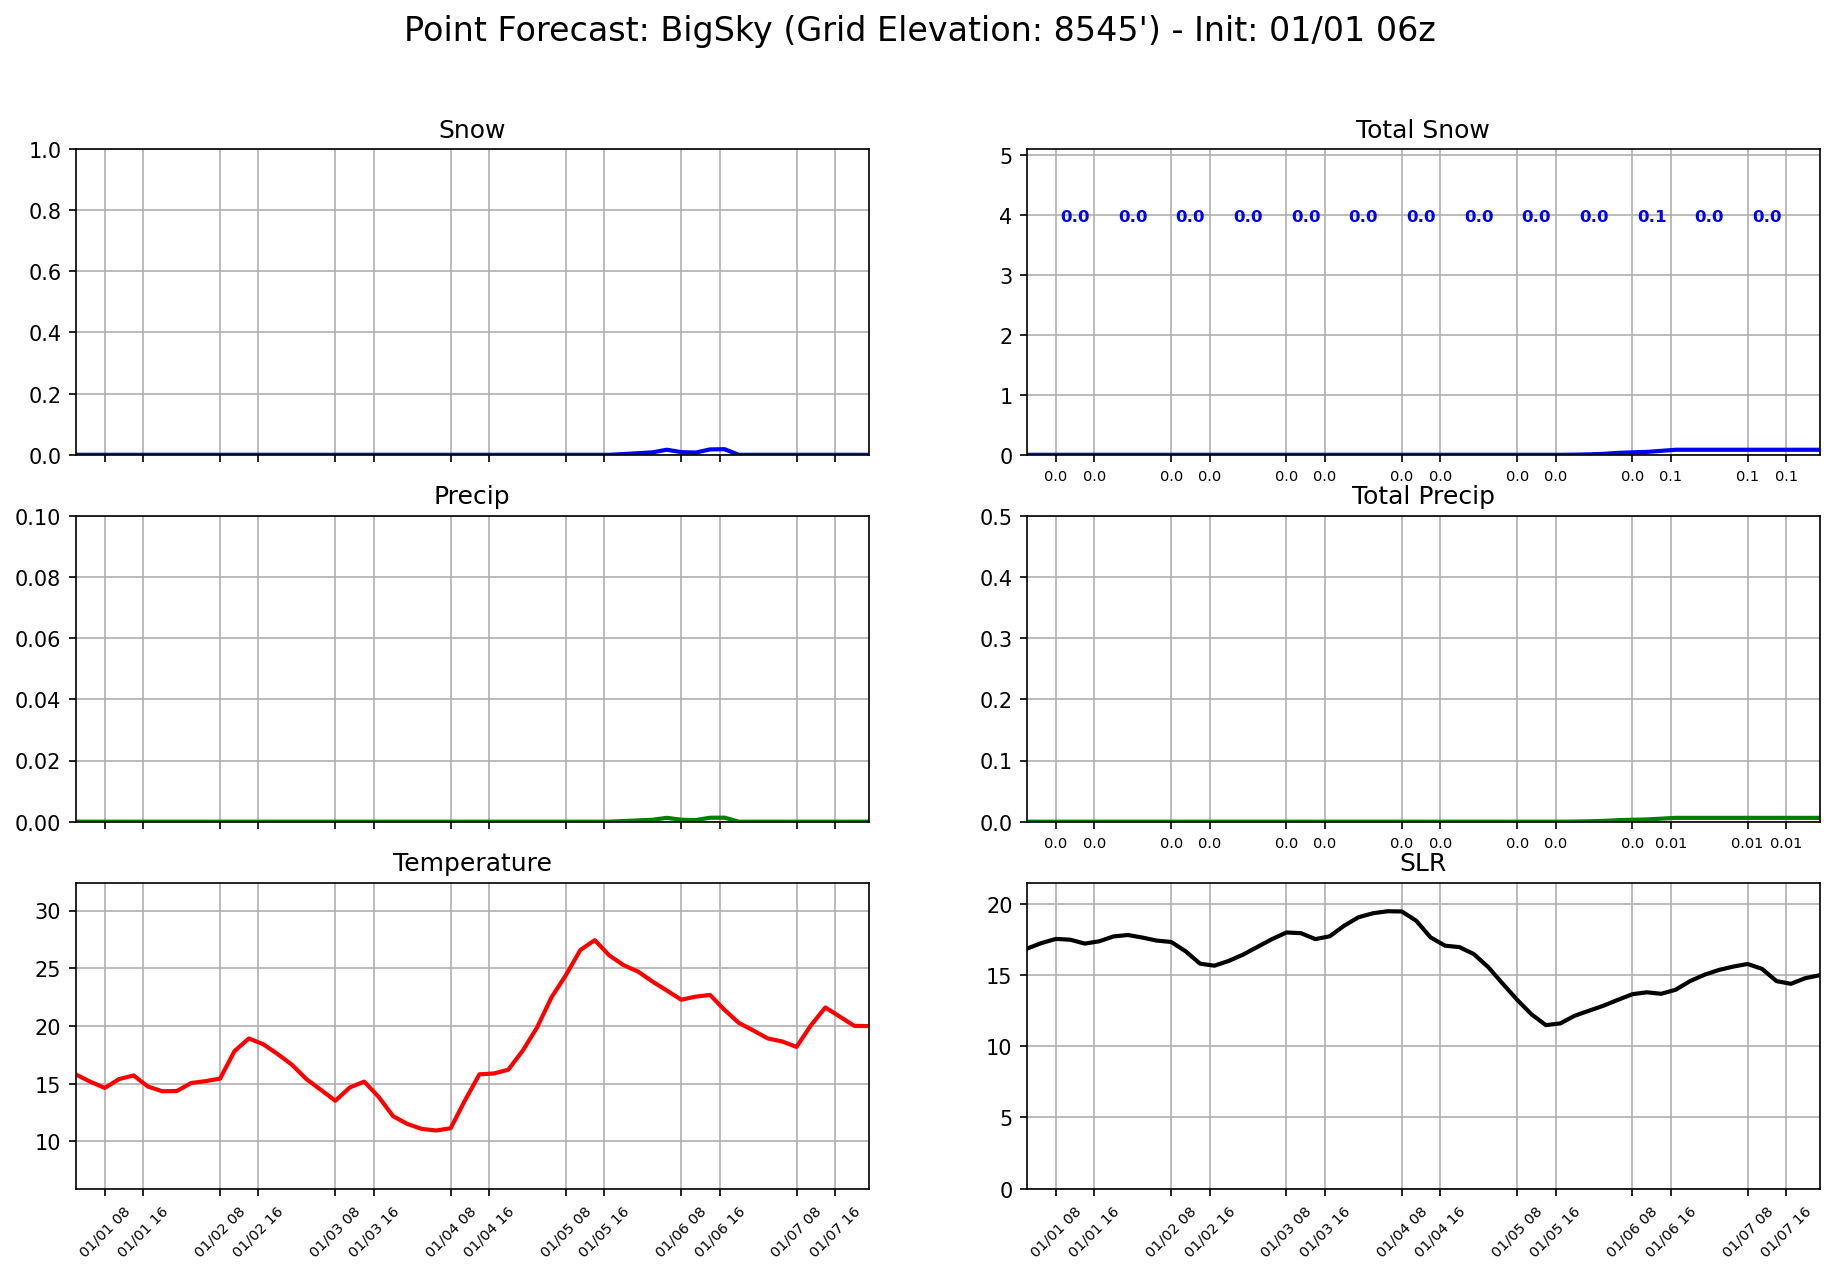 Point Forecast: BigSky (Grid Elevation: 8545') - Init: 01/01 06z
Snow
1.0
0.8
0.6
0.4
0.2
0.0
Total Snow
5
4
3
2
1
0
0.0 0.0 0.0 0.0 0.0 0.0 0.0 0.0 0.0 0.0 0.1 0.0 0.0
0.0 0.0 0.0 0.0 0.0 0.0 0.0 0.0 0.0 0.0 0.0 0.1 0.1 0.1
Precip
0.10
0.08
0.06
0.04
0.02
0.00
Total Precip
0.5
0.4
0.3
0.2
0.1
0.0
0.0 0.0 0.0 0.0 0.0 0.0 0.0 0.0 0.0 0.0 0.0 0.01 0.01 0.01
Temperature
30
25
20
15
10
01/01 08 01/01 16 01/02 08 01/02 16 01/03 08 01/03 16 01/04 08 01/04 16 01/05 08 01/05 16 01/06 08 01/06 16 01/07 08 01/07 16
SLR
20
15
10
5
0
01/01 08 01/01 16 01/02 08 01/02 16 01/03 08 01/03 16 01/04 08 01/04 16 01/05 08 01/05 16 01/06 08 01/06 16 01/07 08 01/07 16